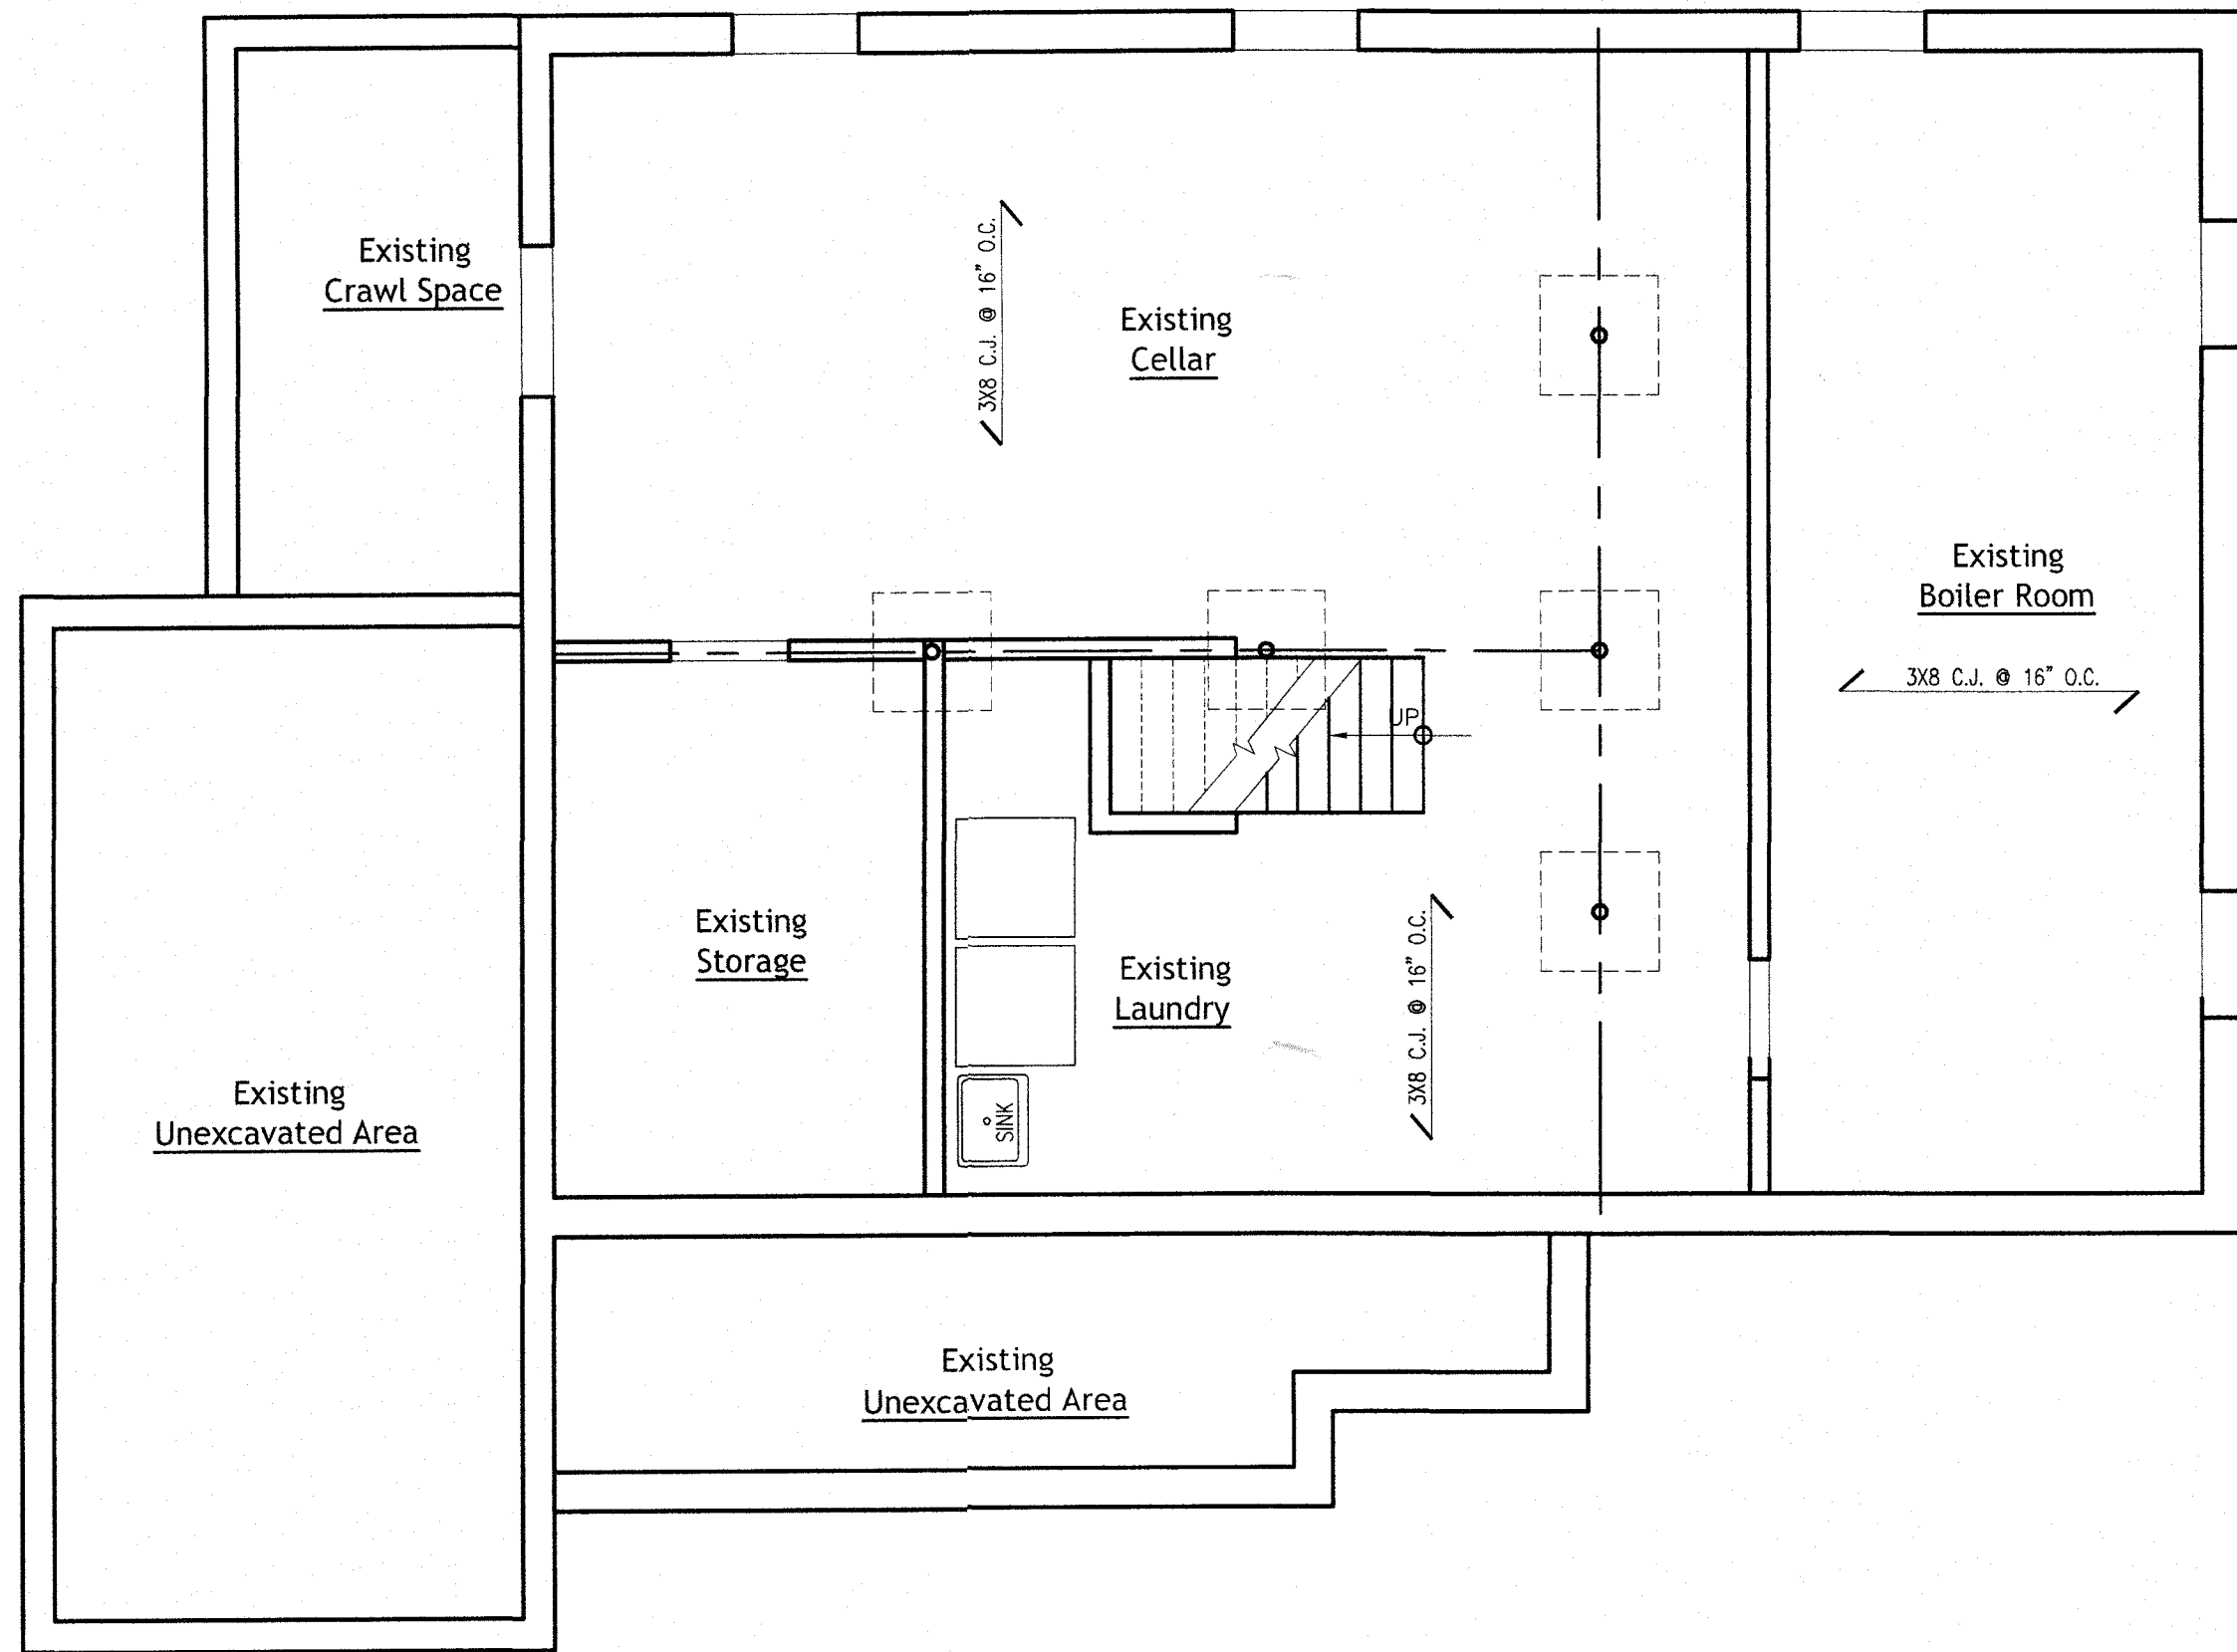 Existing
Crawl Space
3X8 C.J. @ 16" O.C.
Existing
Cellar
Existing
Boiler Room
3X8 C.J. @ 16" O.C.
UP
Existing
Storage
Existing
Laundry
3X8 C.J. @ 16" O.C.
SINK
Existing
Unexcavated Area
Existing
Unexcavated Area